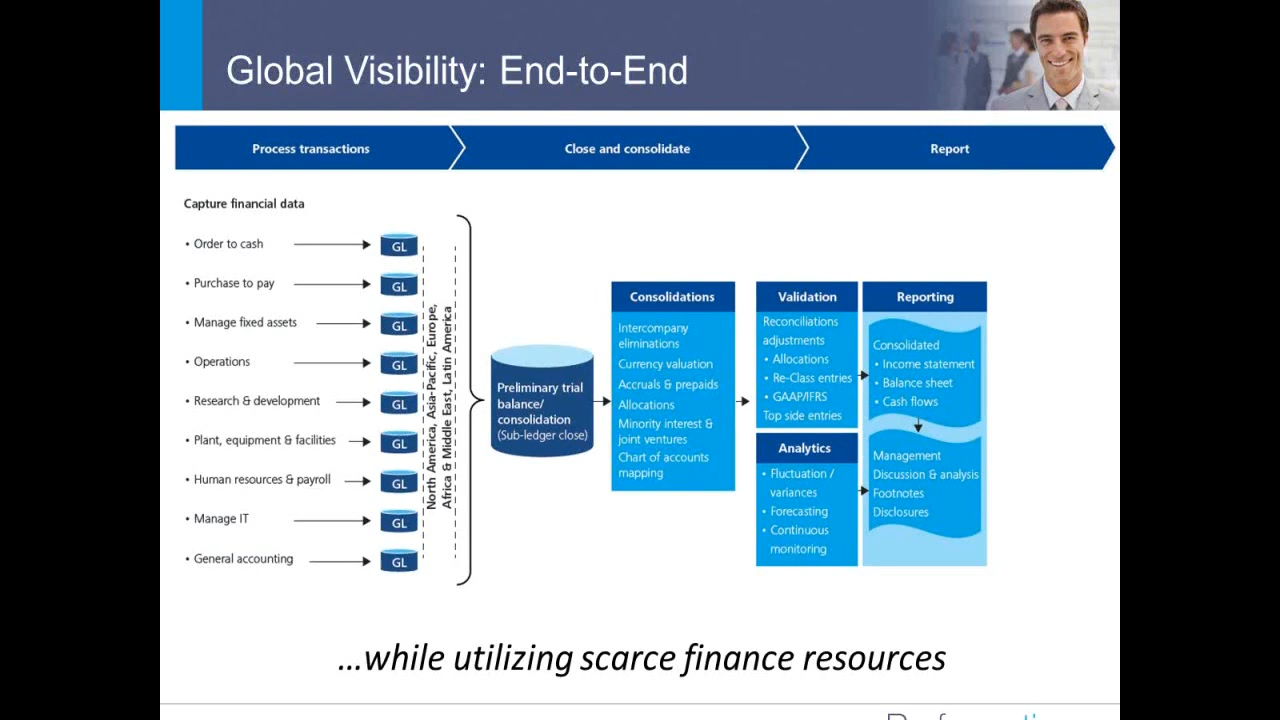 Global Visibility: End-to-End
Process transactions
Close and consolidate
Report
Capture financial data
• Order to cash
GL
• Purchase to pay
GL
• Manage fixed assets
GL
• Operations
GL
• Research & development
GL
• Plant, equipment & facilities
GL
• Human resources & payroll
GL
• Manage IT
GL
• General accounting
GL
North America, Asia-Pacific, Europe,
Africa & Middle East, Latin America
Preliminary trial
balance/
consolidation
(Sub-ledger close)
Consolidations
Intercompany
eliminations
Currency valuation
Accruals & prepaids
Allocations
Minority interest &
joint ventures
Chart of accounts
mapping
Validation
Reconciliations
adjustments
• Allocations
• Re-Class entries
• GAAP/IFRS
Top side entries
Analytics
• Fluctuation /
variances
• Forecasting
• Continuous
monitoring
Reporting
Consolidated
• Income statement
• Balance sheet
• Cash flows
Management
Discussion & analysis
Footnotes
Disclosures
...while utilizing scarce finance resources